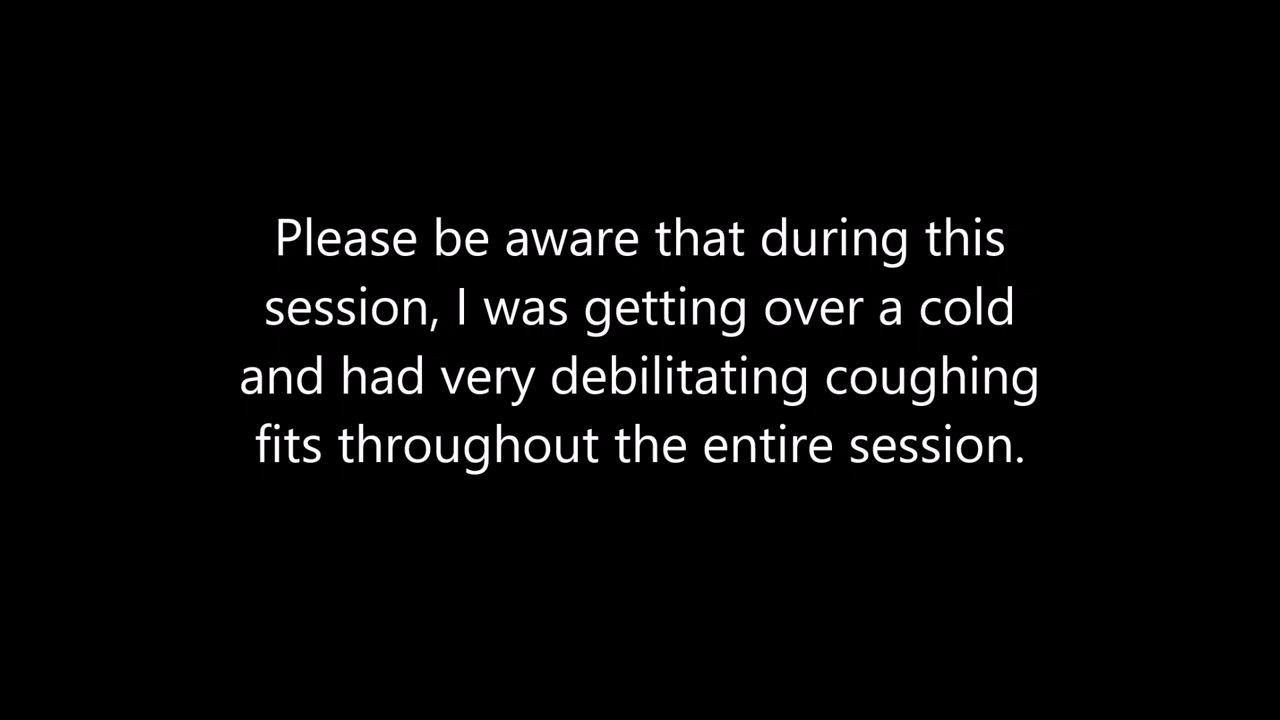 Please be aware that during this
session, I was getting over a cold
and had very debilitating coughing
fits throughout the entire session.